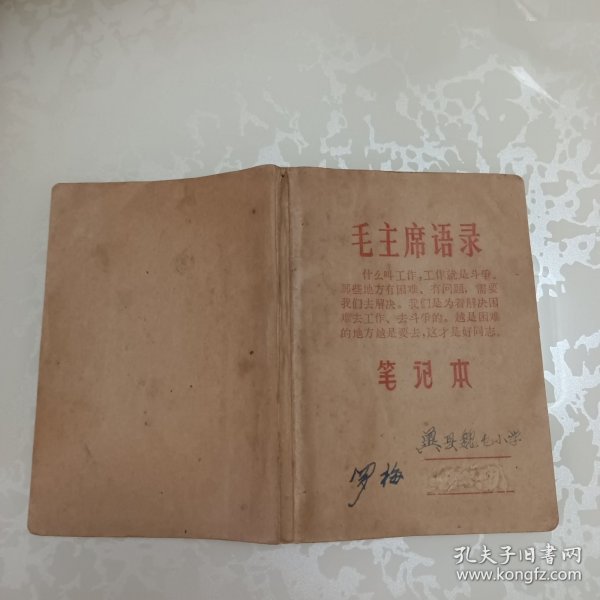 毛主席语录
什么叫工作，工作就是斗争。
那些地方有困难、有问题，需要
我们去解决。我们是为着解决困
难去工作、去斗争的。越是困难
的地方越是要去，这才是好同志。
笔记本
小学
罗梅
孔夫子旧书网
www.kongfz.com